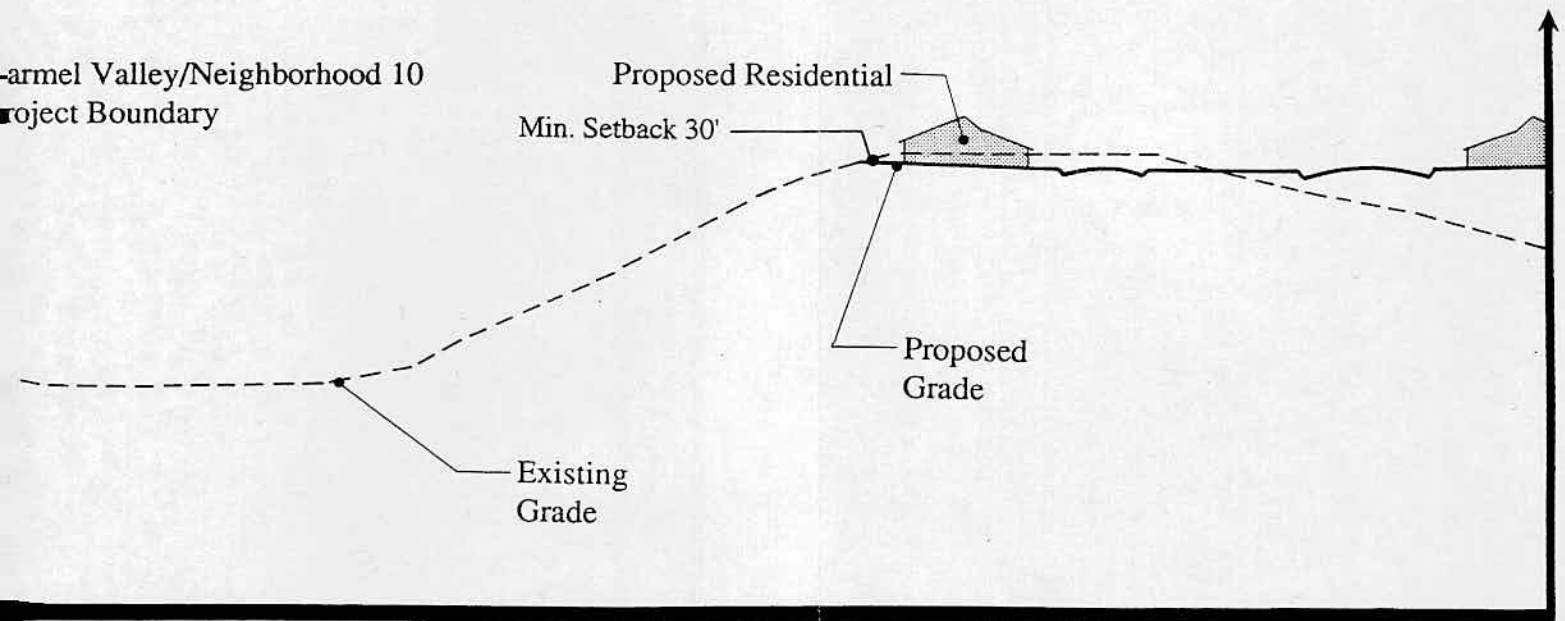 armel Valley/Neighborhood 10
roject Boundary
Proposed Residential
Min. Setback 30'
Proposed
Grade
Existing
Grade